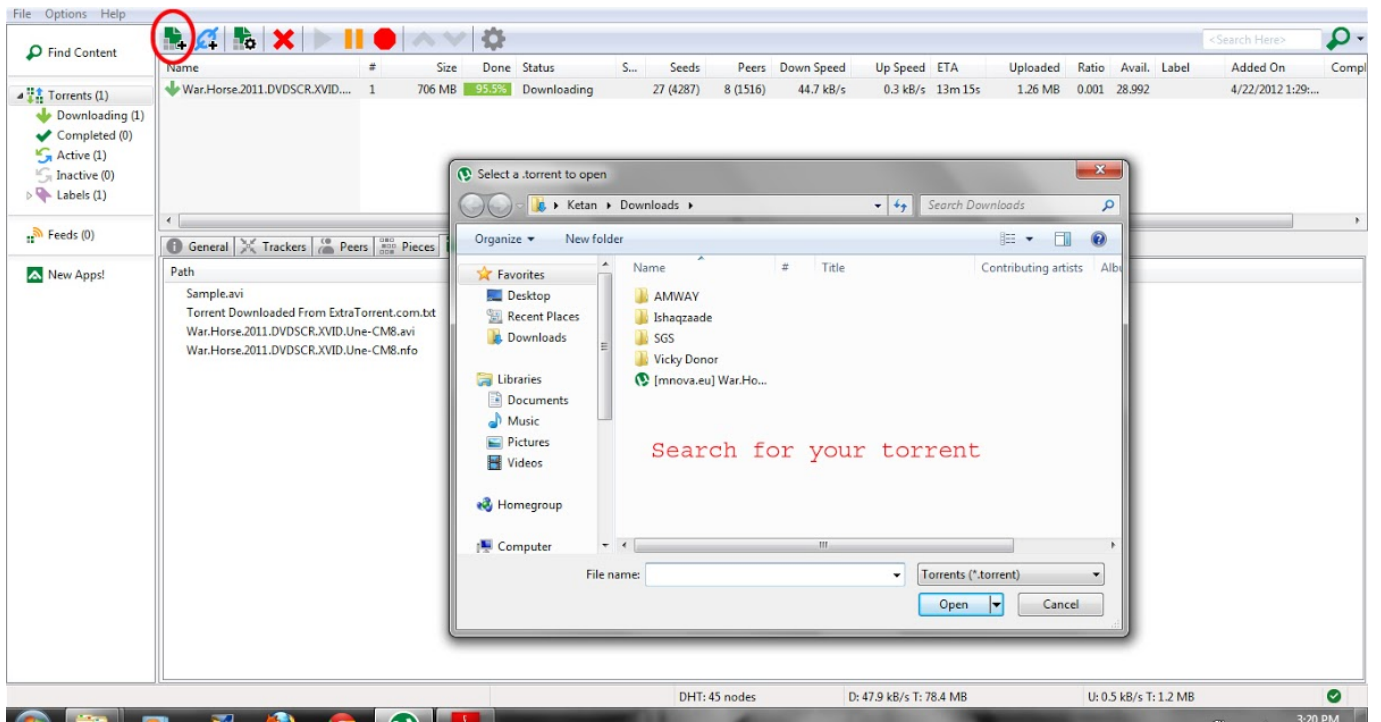 File Options Help
Find Content
<Search Here>
Name # Size Done Status S... Seeds Peers Down Speed Up Speed ETA Uploaded Ratio Avail. Label Added On Compl
War.Horse.2011.DVDSCR.XVID.... 1 706 MB 95.5% Downloading 27 (4287) 8 (1516) 44.7 kB/s 0.3 kB/s 13m 15s 1.26 MB 0.001 28.992 4/22/2012 1:29:...
Torrents (1)
Downloading (1)
Completed (0)
Active (1)
Inactive (0)
Labels (1)
Feeds (0)
New Apps!
General Trackers Peers Pieces
Path
Sample.avi
Torrent Downloaded From ExtraTorrent.com.txt
War.Horse.2011.DVDSCR.XVID.Une-CM8.avi
War.Horse.2011.DVDSCR.XVID.Une-CM8.nfo
Select a .torrent to open
Ketan Downloads
Search Downloads
Organize New folder
Favorites
Desktop
Recent Places
Downloads
Libraries
Documents
Music
Pictures
Videos
Homegroup
Computer
Name # Title Contributing artists Albu
AMWAY
Ishaqzaade
SGS
Vicky Donor
[mnova.eu] War.Ho...
Search for your torrent
File name:
Torrents (*.torrent)
Open Cancel
DHT: 45 nodes D: 47.9 kB/s T: 78.4 MB U: 0.5 kB/s T: 1.2 MB
3:20 PM